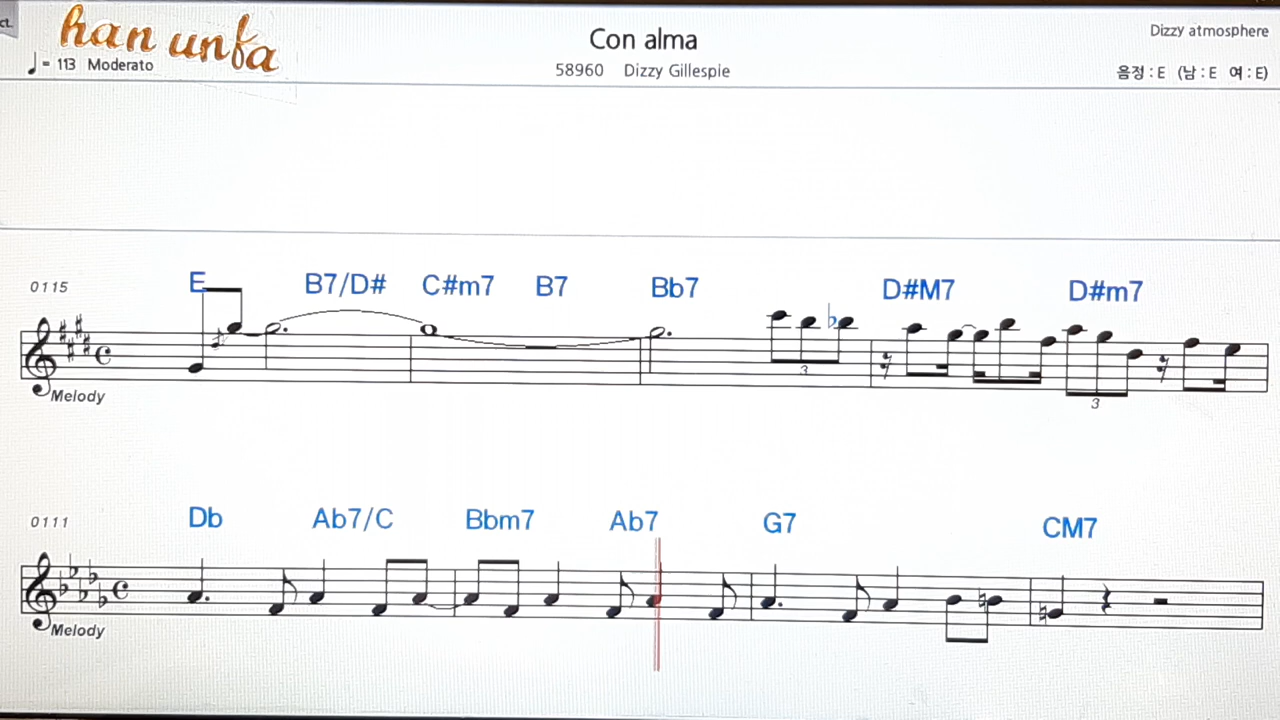 ct.
han unfa
Con alma
Dizzy atmosphere
♩ = 113 Moderato
58960 Dizzy Gillespie
음정 : E (남 : E 여 : E)
0115
E B7/D# C#m7 B7 Bb7 D#M7 D#m7
3
3
Melody
0111
Db Ab7/C Bbm7 Ab7 G7 CM7
Melody